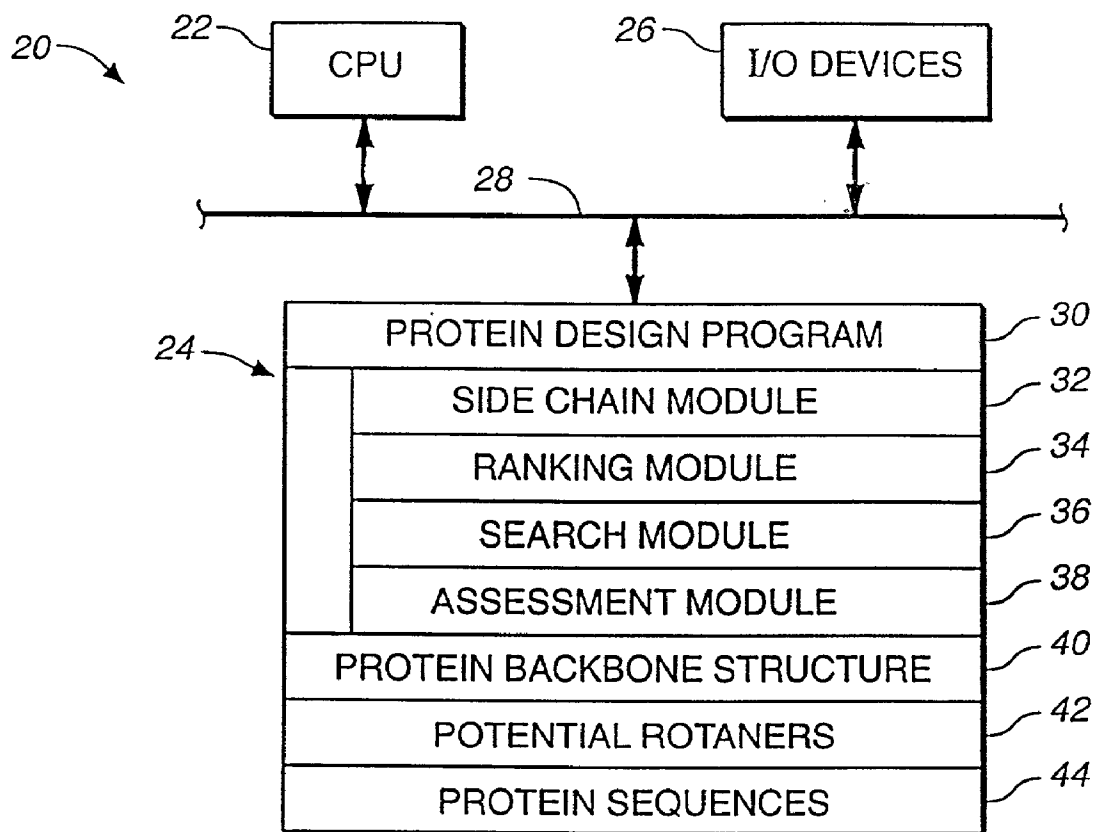 20
22
CPU
26
I/O DEVICES
28
24
PROTEIN DESIGN PROGRAM
30
SIDE CHAIN MODULE
32
RANKING MODULE
34
SEARCH MODULE
36
ASSESSMENT MODULE
38
PROTEIN BACKBONE STRUCTURE
40
POTENTIAL ROTANERS
42
PROTEIN SEQUENCES
44